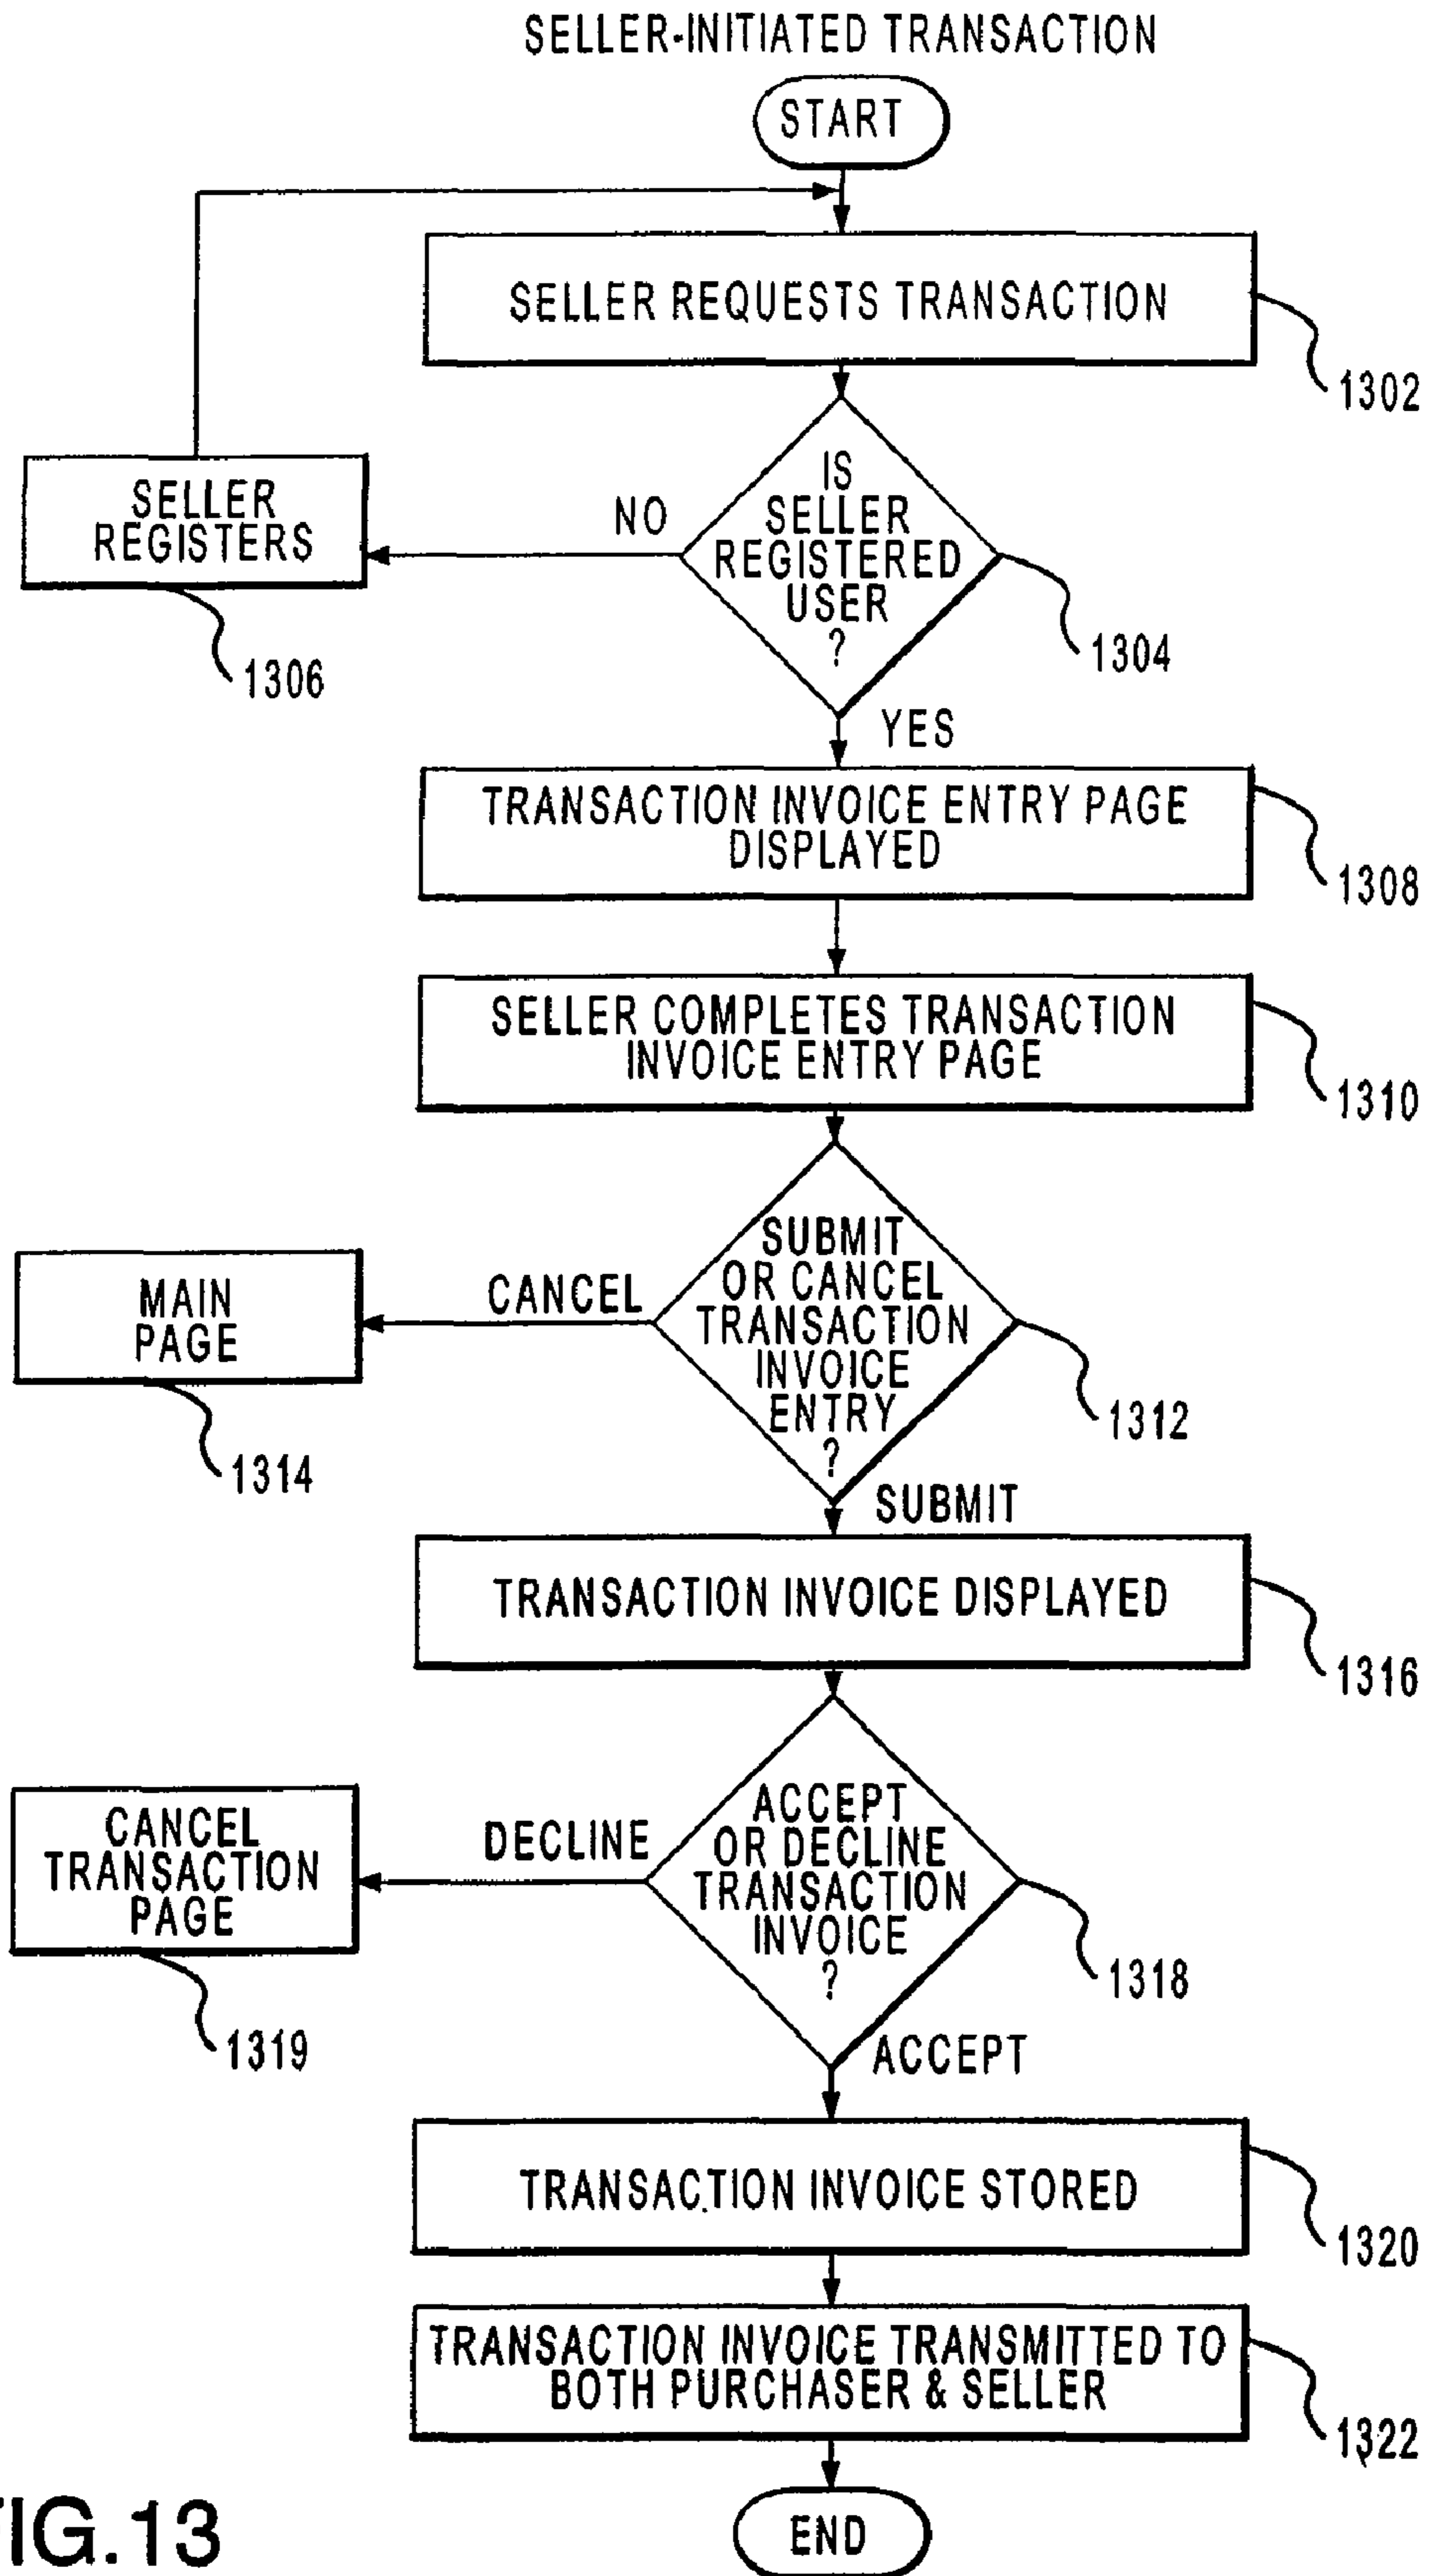 SELLER-INITIATED TRANSACTION
START
SELLER REQUESTS TRANSACTION
1302
IS
SELLER
REGISTERED
USER
?
1304
NO
SELLER
REGISTERS
1306
YES
TRANSACTION INVOICE ENTRY PAGE
DISPLAYED
1308
SELLER COMPLETES TRANSACTION
INVOICE ENTRY PAGE
1310
SUBMIT
OR CANCEL
TRANSACTION
INVOICE
ENTRY
?
1312
CANCEL
MAIN
PAGE
1314
SUBMIT
TRANSACTION INVOICE DISPLAYED
1316
ACCEPT
OR DECLINE
TRANSACTION
INVOICE
?
1318
DECLINE
CANCEL
TRANSACTION
PAGE
1319
ACCEPT
TRANSACTION INVOICE STORED
1320
TRANSACTION INVOICE TRANSMITTED TO
BOTH PURCHASER & SELLER
1322
END
FIG.13